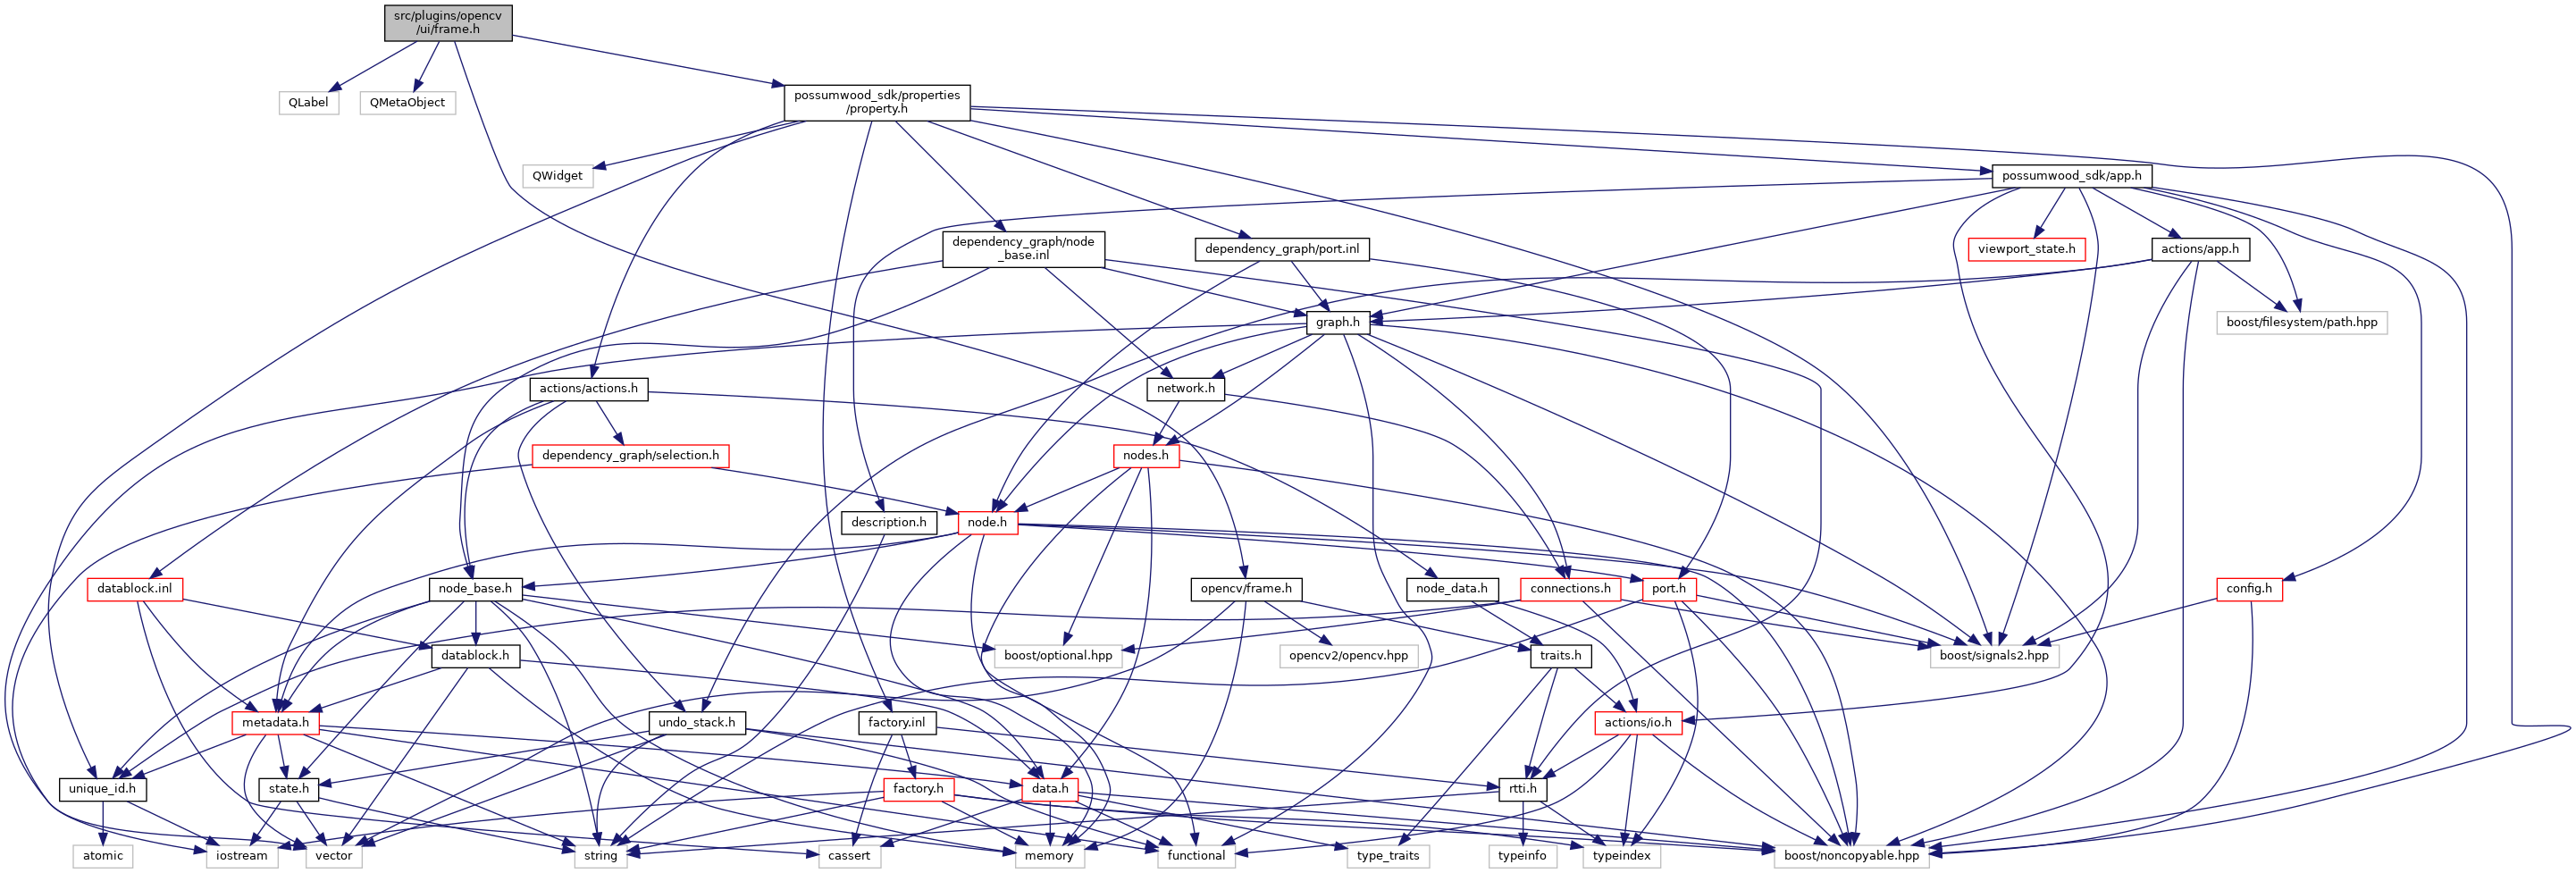 src/plugins/opencv
/ui/frame.h
QLabel
QMetaObject
possumwood_sdk/properties
/property.h
QWidget
possumwood_sdk/app.h
dependency_graph/node
_base.inl
dependency_graph/port.inl
viewport_state.h
actions/app.h
graph.h
boost/filesystem/path.hpp
actions/actions.h
network.h
dependency_graph/selection.h
nodes.h
description.h
node.h
datablock.inl
node_base.h
opencv/frame.h
node_data.h
connections.h
port.h
config.h
datablock.h
boost/optional.hpp
opencv2/opencv.hpp
traits.h
boost/signals2.hpp
metadata.h
undo_stack.h
factory.inl
actions/io.h
unique_id.h
state.h
factory.h
data.h
rtti.h
atomic
iostream
vector
string
cassert
memory
functional
type_traits
typeinfo
typeindex
boost/noncopyable.hpp